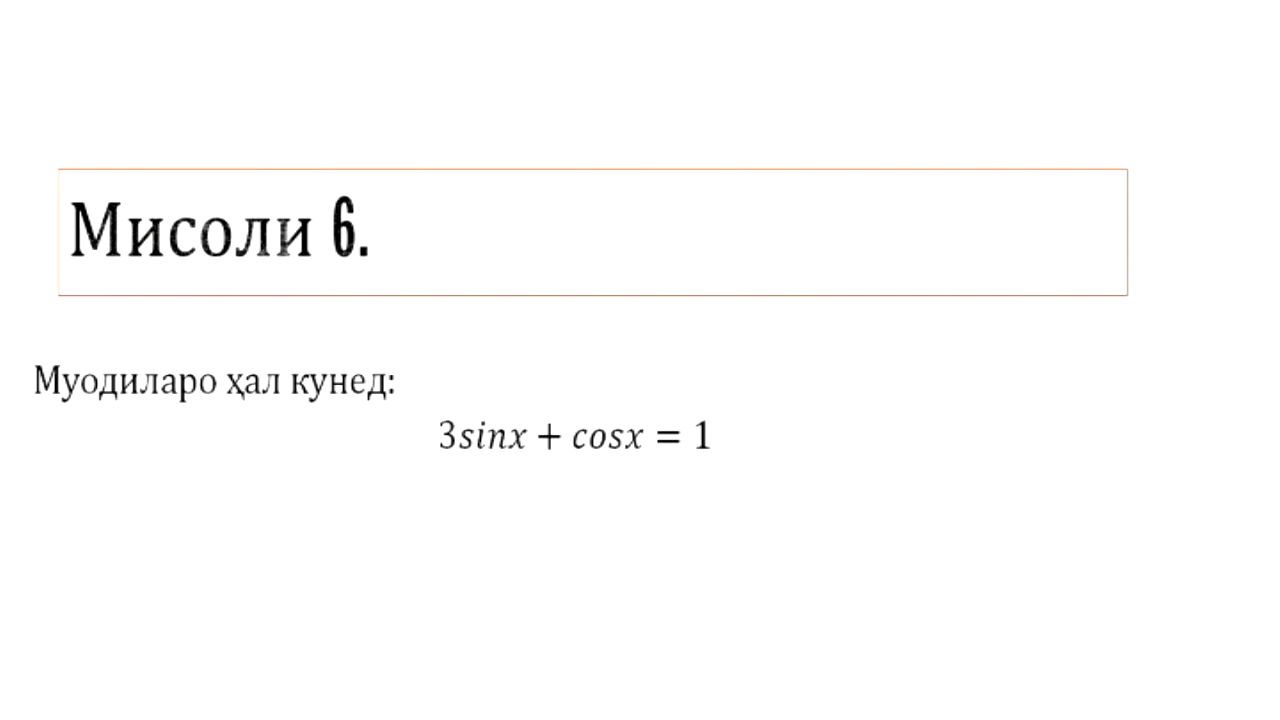 Мисоли 6.
Муодиларо ҳал кунед:
3sinx + cosx = 1